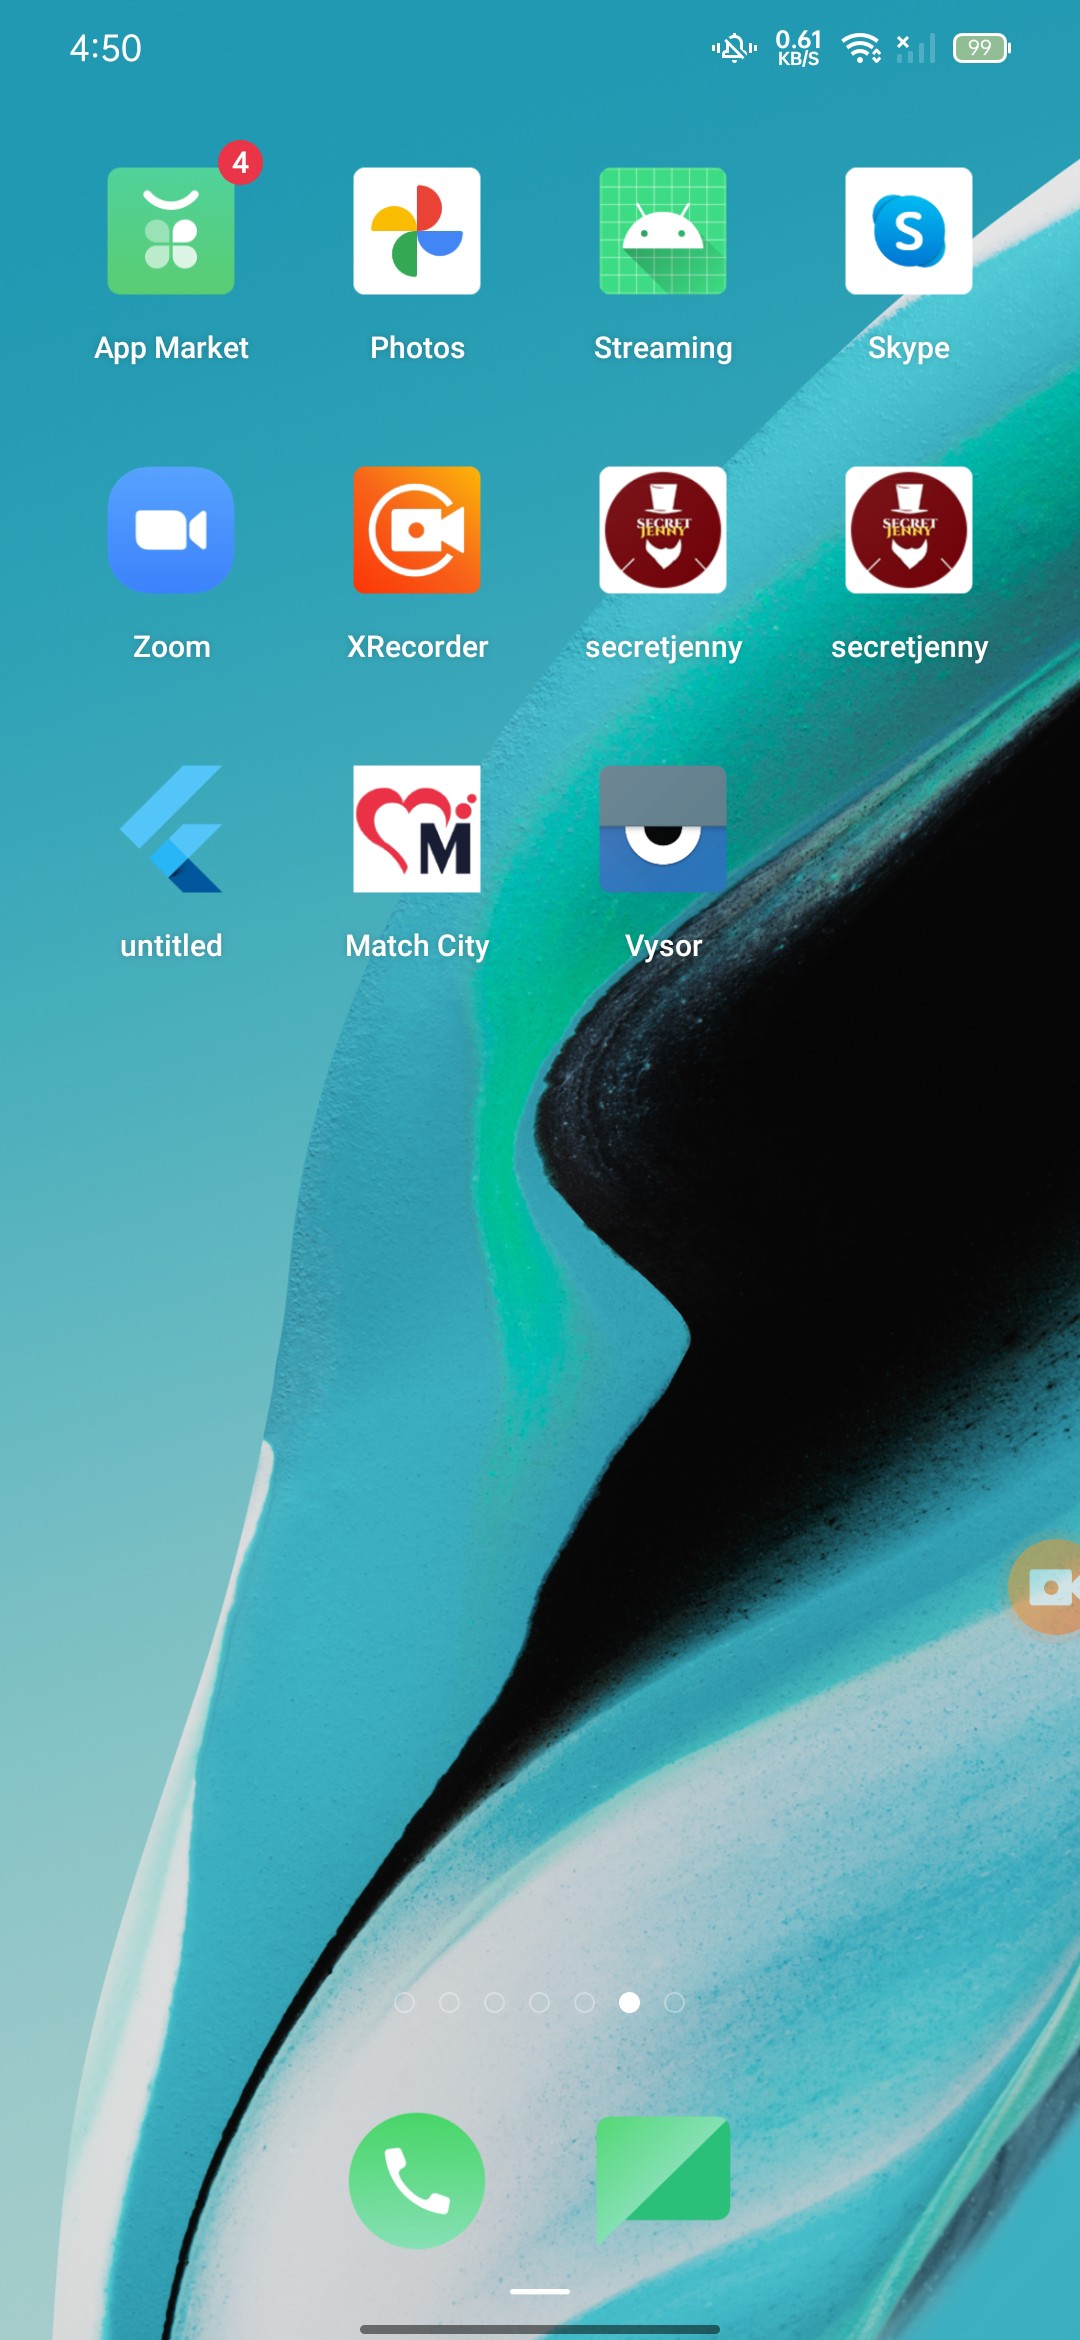 4:50
0.61
KB/S
99
4
App Market
Photos
Streaming
S
Skype
SECRET
JENNY
SECRET
JENNY
Zoom
XRecorder
secretjenny
secretjenny
M
untitled
Match City
Vysor